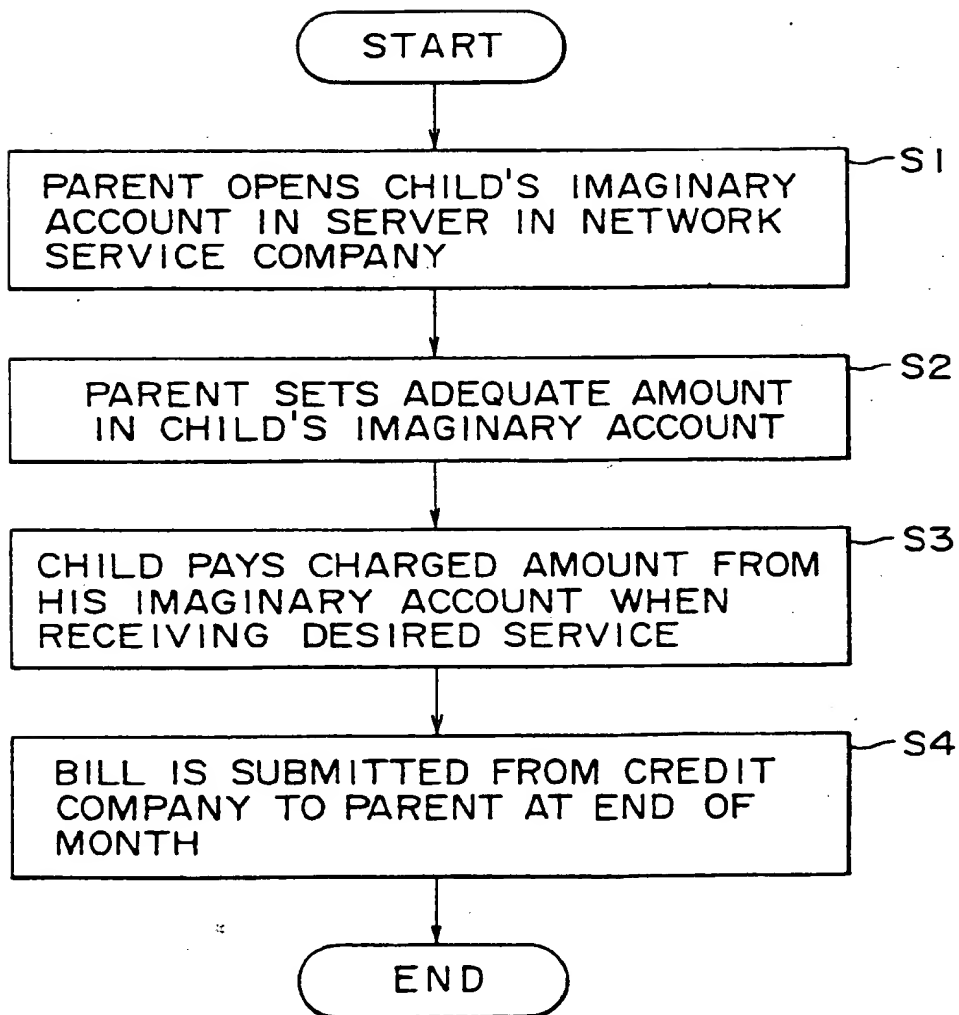 START
S1
PARENT OPENS CHILD'S IMAGINARY
ACCOUNT IN SERVER IN NETWORK
SERVICE COMPANY
S2
PARENT SETS ADEQUATE AMOUNT
IN CHILD'S IMAGINARY ACCOUNT
S3
CHILD PAYS CHARGED AMOUNT FROM
HIS IMAGINARY ACCOUNT WHEN
RECEIVING DESIRED SERVICE
S4
BILL IS SUBMITTED FROM CREDIT
COMPANY TO PARENT AT END OF
MONTH
END